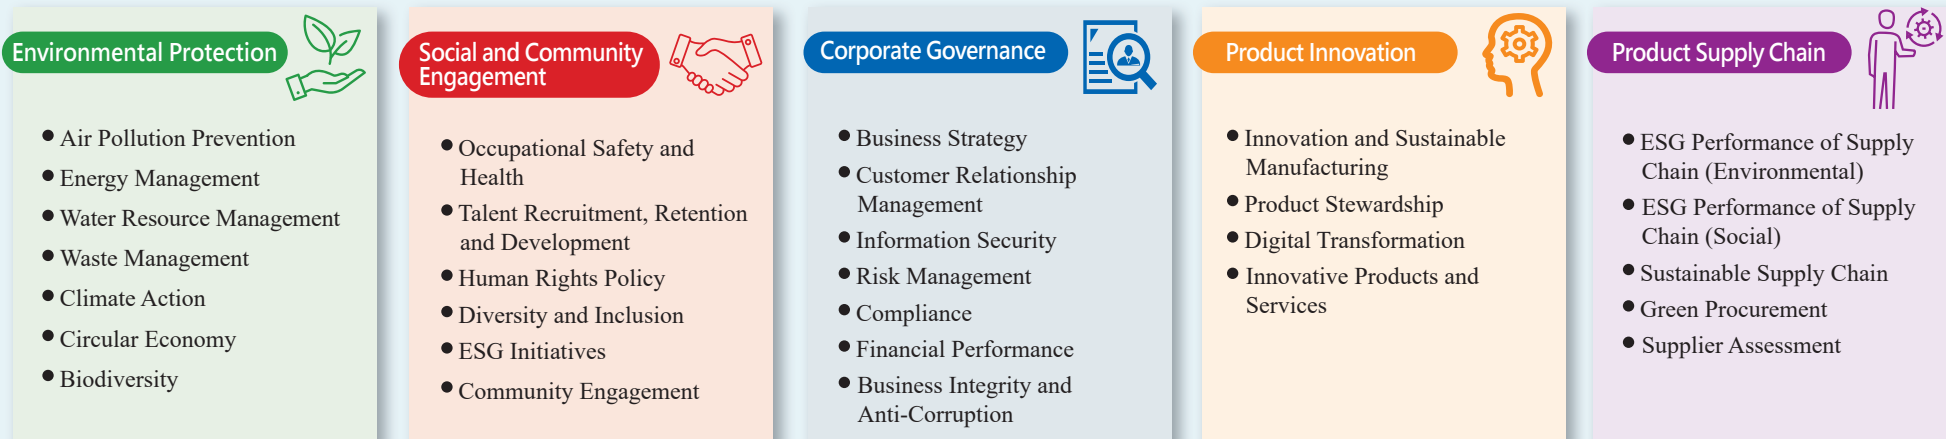 Environmental Protection
• Air Pollution Prevention
• Energy Management
• Water Resource Management
• Waste Management
• Climate Action
• Circular Economy
• Biodiversity
Social and Community
Engagement
• Occupational Safety and
Health
• Talent Recruitment, Retention
and Development
• Human Rights Policy
• Diversity and Inclusion
• ESG Initiatives
• Community Engagement
Corporate Governance
• Business Strategy
• Customer Relationship
Management
• Information Security
• Risk Management
• Compliance
• Financial Performance
• Business Integrity and
Anti-Corruption
Product Innovation
• Innovation and Sustainable
Manufacturing
• Product Stewardship
• Digital Transformation
• Innovative Products and
Services
Product Supply Chain
• ESG Performance of Supply
Chain (Environmental)
• ESG Performance of Supply
Chain (Social)
• Sustainable Supply Chain
• Green Procurement
• Supplier Assessment